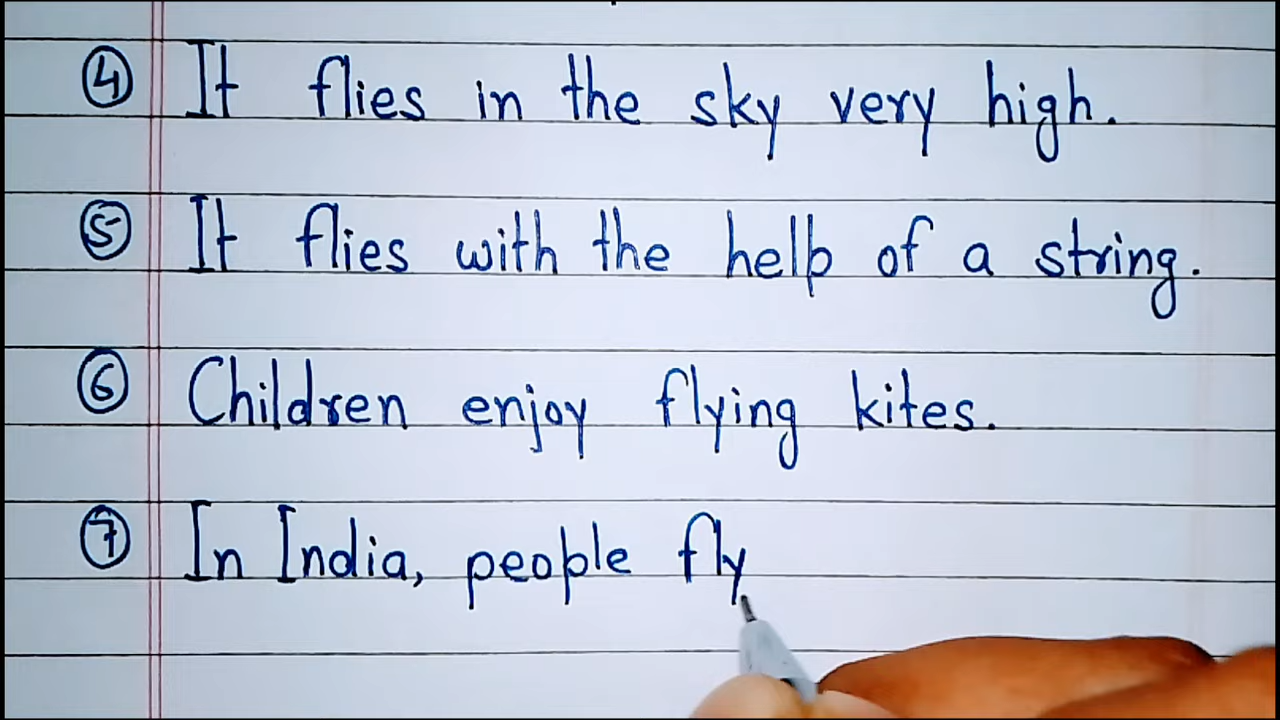 ④ It flies in the sky very high.
⑤ It flies with the help of a string.
⑥ Children enjoy flying kites.
⑦ In India, people fly